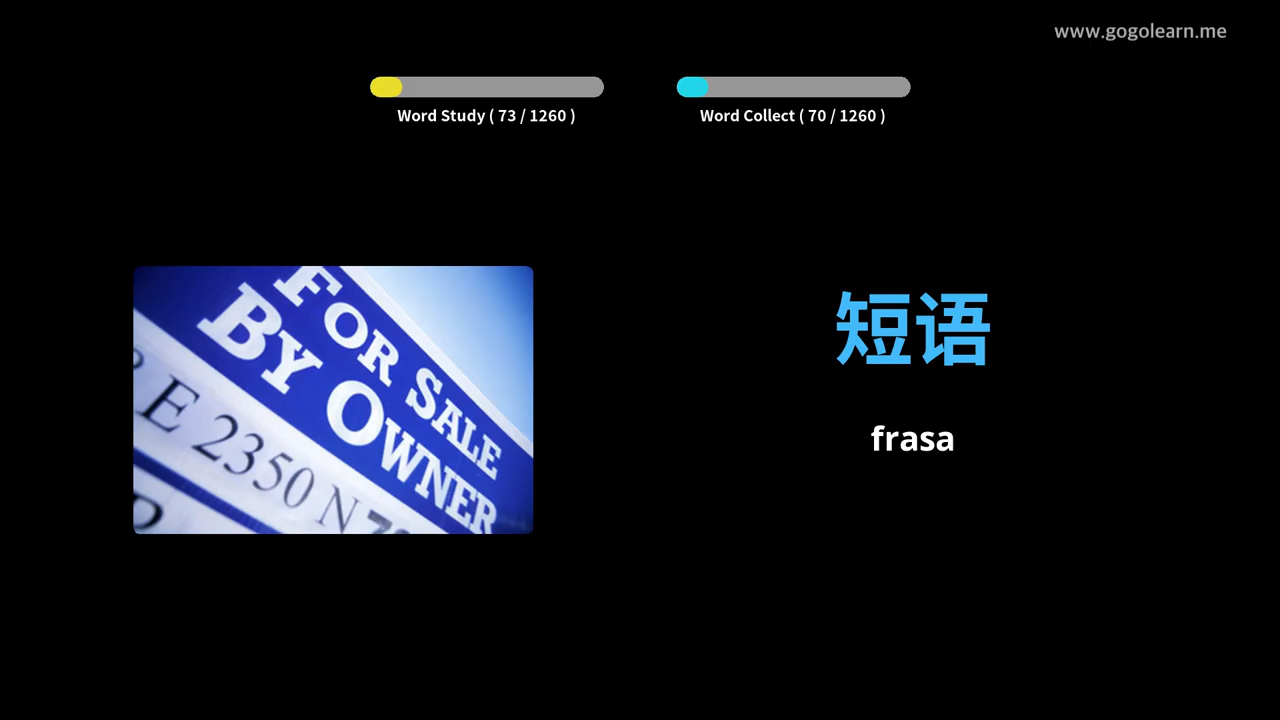 www.gogolearn.me
Word Study ( 73 / 1260 )
Word Collect ( 70 / 1260 )
FOR SALE
BY OWNER
E 2350 N
短语
frasa